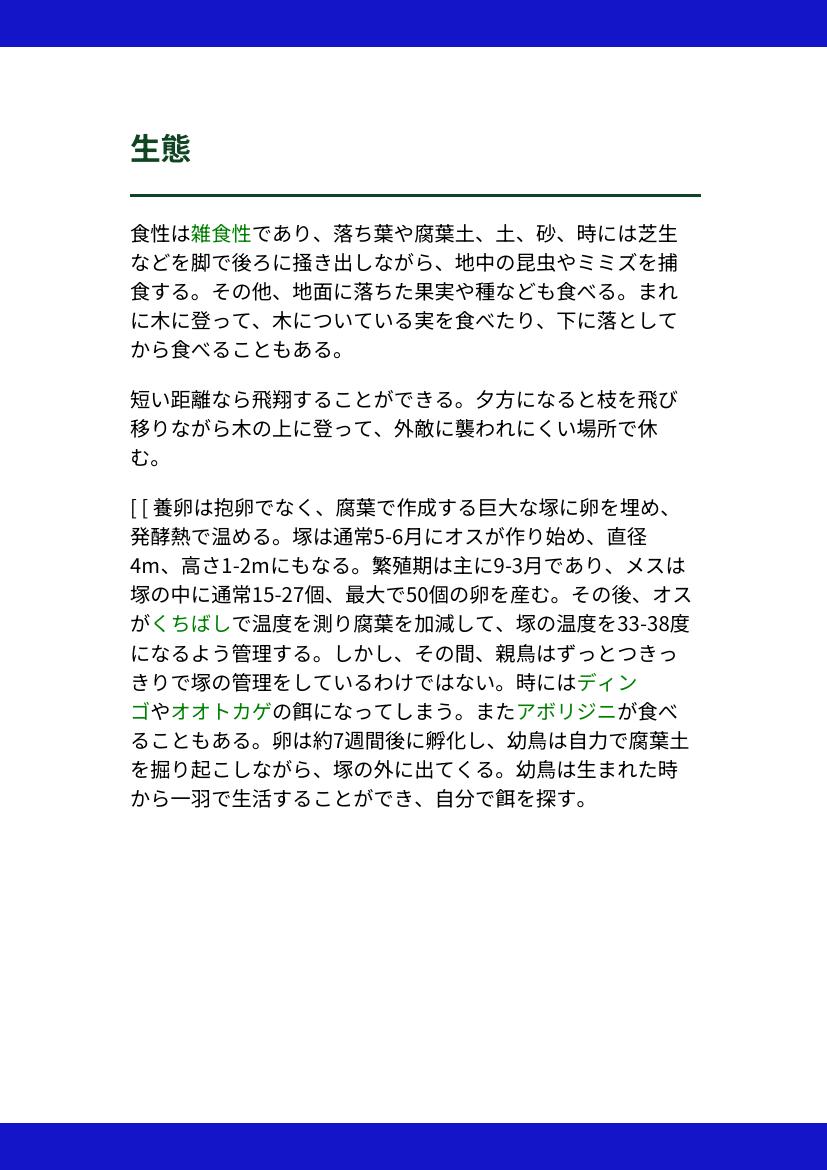 生態
食性は雑食性であり、落ち葉や腐葉土、土、砂、時には芝生
などを脚で後ろに掻き出しながら、地中の昆虫やミミズを捕
食する。その他、地面に落ちた果実や種なども食べる。まれ
に木に登って、木についている実を食べたり、下に落として
から食べることもある。
短い距離なら飛翔することができる。夕方になると枝を飛び
移りながら木の上に登って、外敵に襲われにくい場所で休
む。
[ [ 養卵は抱卵でなく、腐葉で作成する巨大な塚に卵を埋め、
発酵熱で温める。塚は通常5-6月にオスが作り始め、直径
4m、高さ1-2mにもなる。繁殖期は主に9-3月であり、メスは
塚の中に通常15-27個、最大で50個の卵を産む。その後、オス
がくちばしで温度を測り腐葉を加減して、塚の温度を33-38度
になるよう管理する。しかし、その間、親鳥はずっとつきっ
きりで塚の管理をしているわけではない。時にはディン
ゴやオオトカゲの餌になってしまう。またアボリジニが食べ
ることもある。卵は約7週間後に孵化し、幼鳥は自力で腐葉土
を掘り起こしながら、塚の外に出てくる。幼鳥は生まれた時
から一羽で生活することができ、自分で餌を探す。